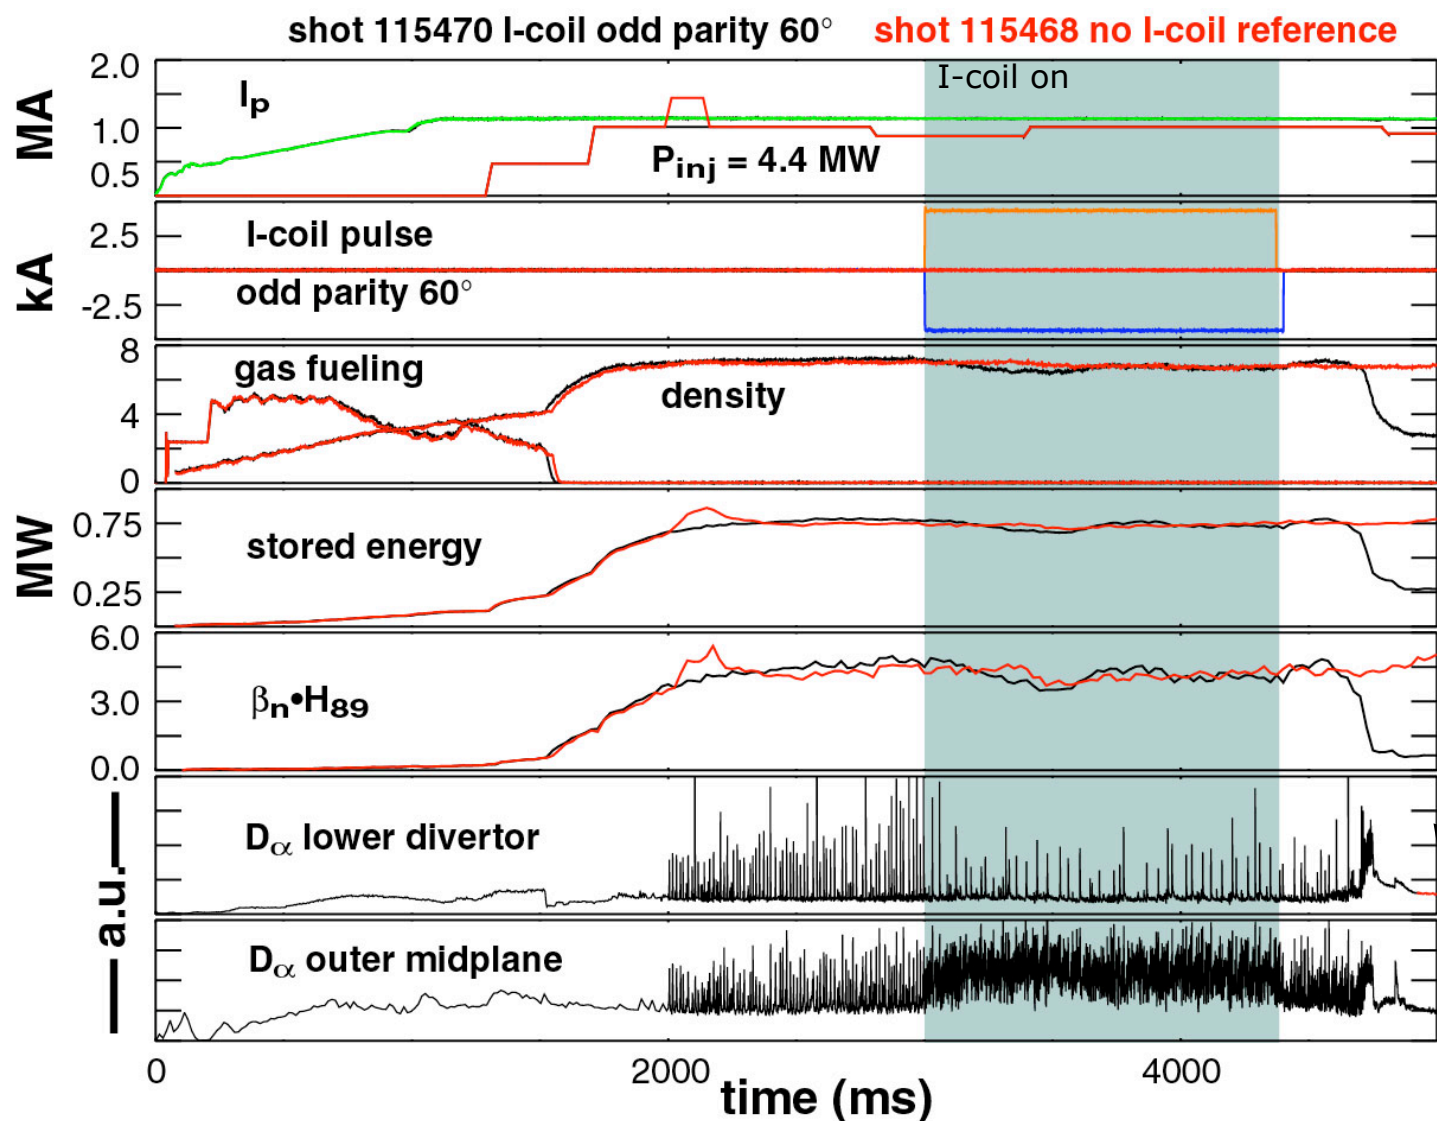 shot 115470 I-coil odd parity 60° shot 115468 no I-coil reference
I-coil on
MA
2.0
1.0
0.5
Ip
Pinj = 4.4 MW
kA
2.5
-2.5
I-coil pulse
odd parity 60°
8
4
0
gas fueling
density
MW
0.75
0.25
stored energy
6.0
3.0
0.0
βn•H89
a.u.
Dα lower divertor
Dα outer midplane
0 2000 4000
time (ms)